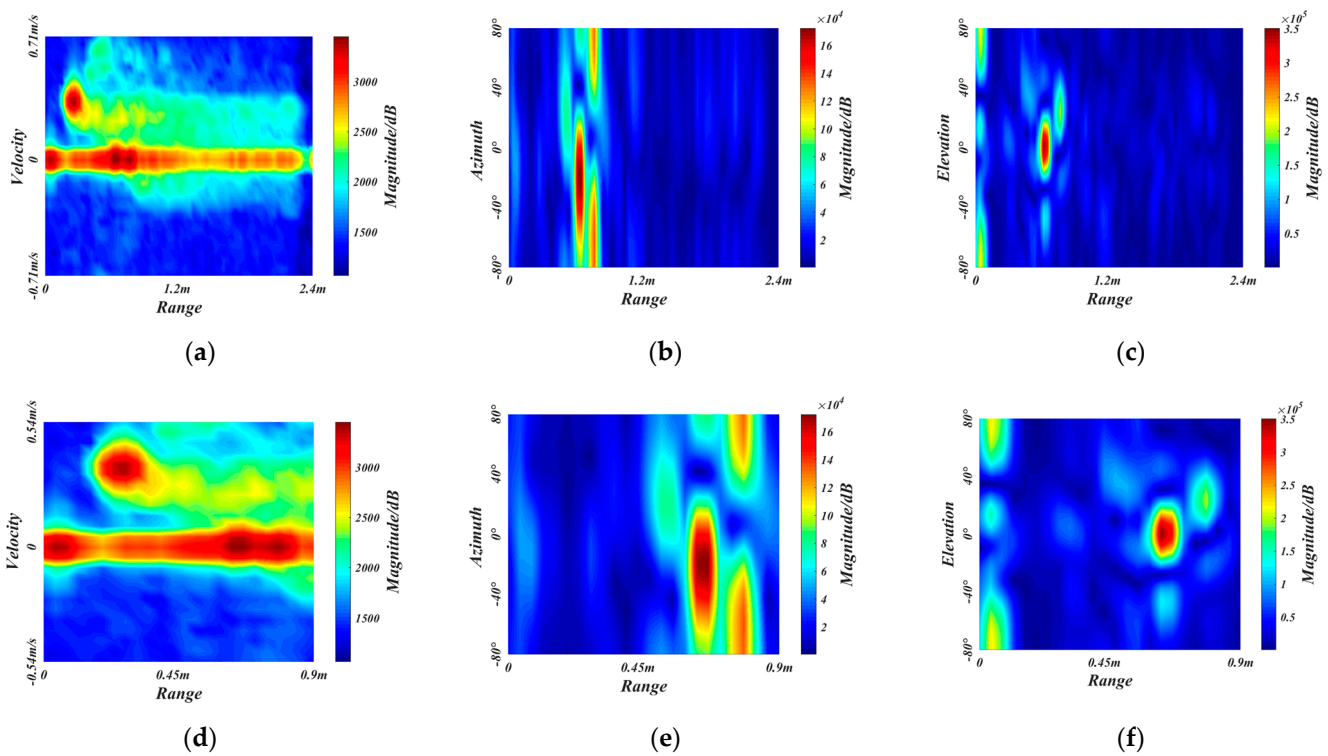 0.71m/s
0
-0.71m/s
Velocity
0
1.2m
2.4m
Range
3000
2500
2000
1500
Magnitude/dB
(a)
80°
40°
0°
-40°
-80°
Azimuth
0
1.2m
2.4m
Range
×10⁴
16
14
12
10
8
6
4
2
Magnitude/dB
(b)
80°
40°
0°
-40°
-80°
Elevation
0
1.2m
2.4m
Range
×10⁵
3.5
3
2.5
2
1.5
1
0.5
Magnitude/dB
(c)
0.54m/s
0
-0.54m/s
Velocity
0
0.45m
0.9m
Range
3000
2500
2000
1500
Magnitude/dB
(d)
80°
40°
0°
-40°
-80°
Azimuth
0
0.45m
0.9m
Range
×10⁴
16
14
12
10
8
6
4
2
Magnitude/dB
(e)
80°
40°
0°
-40°
-80°
Elevation
0
0.45m
0.9m
Range
×10⁵
3.5
3
2.5
2
1.5
1
0.5
Magnitude/dB
(f)